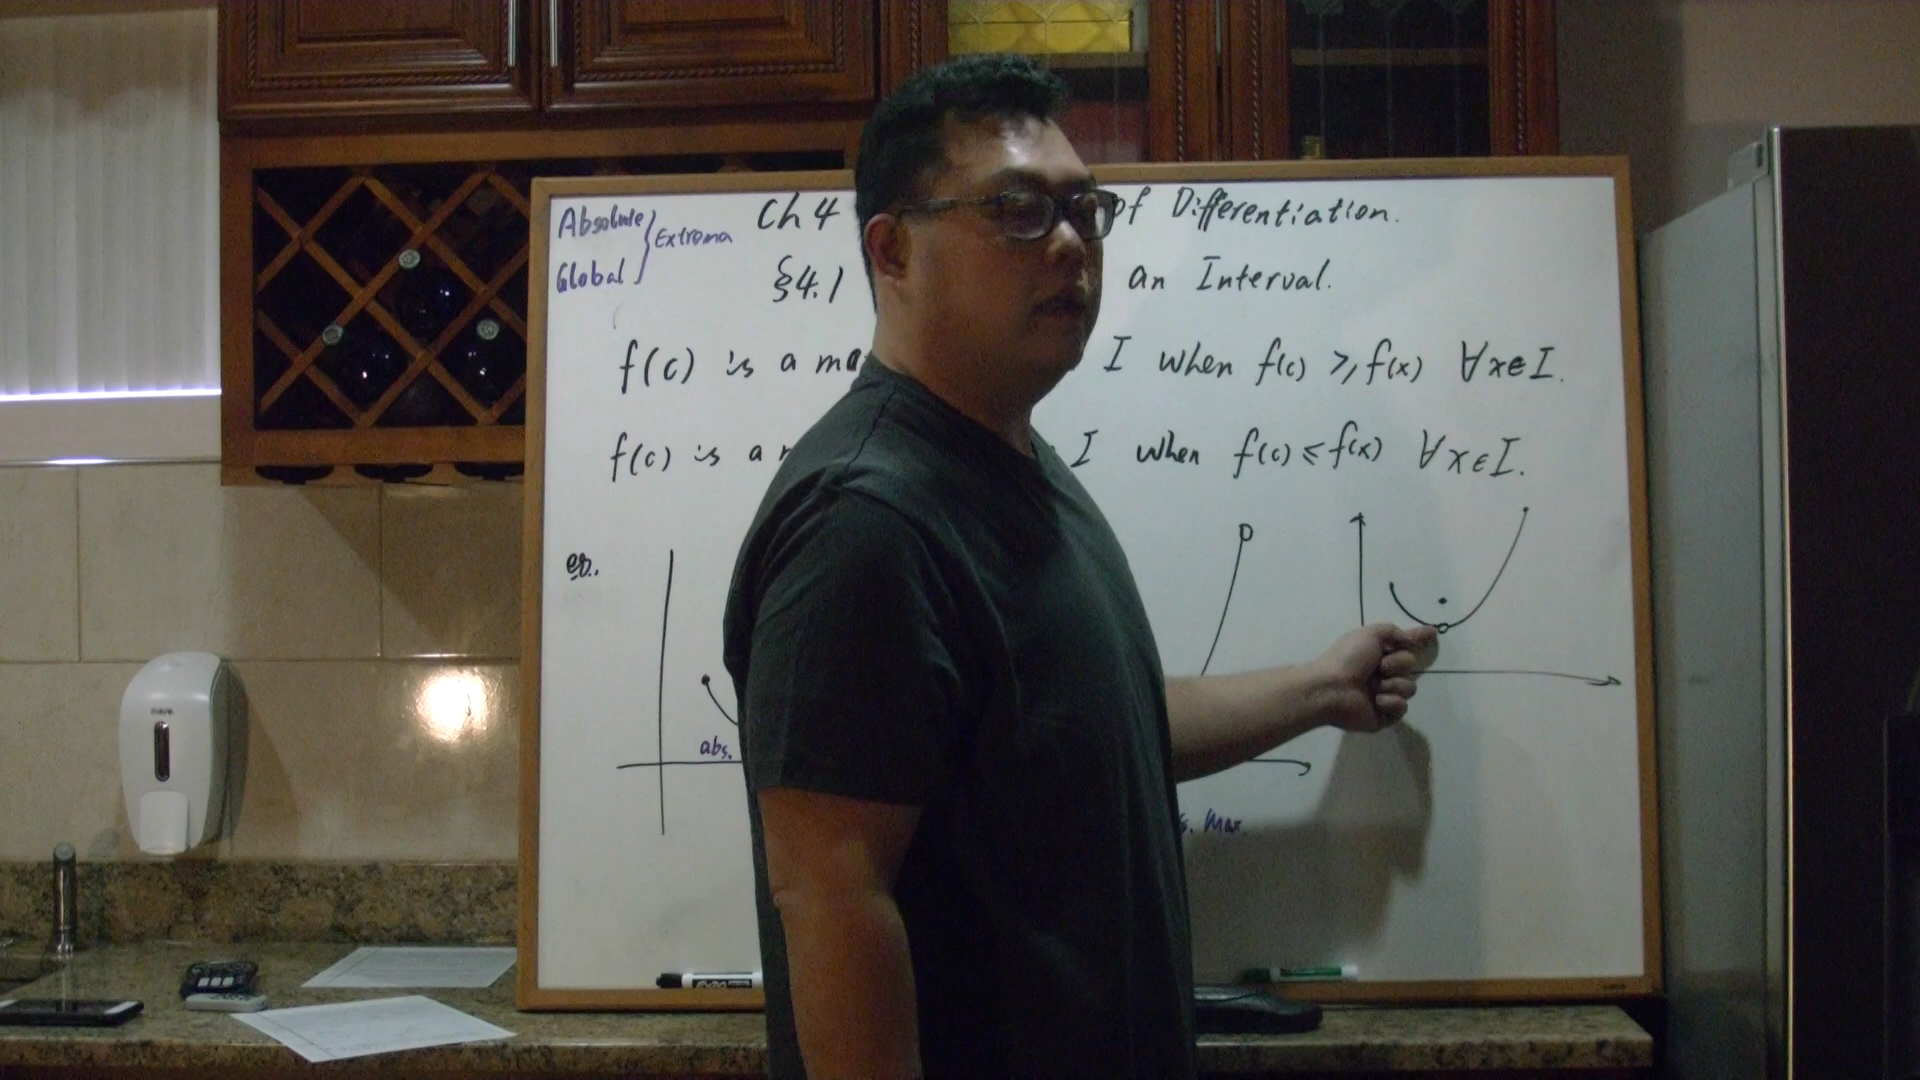 Absolute
Global
Extrema
Ch 4 of Differentiation.
§4.1 an Interval.
f(c) is a ma I when f(c) ≥ f(x) ∀x∈I.
f(c) is a I when f(c) ≤ f(x) ∀x∈I.
ex.
abs.
s. Max.